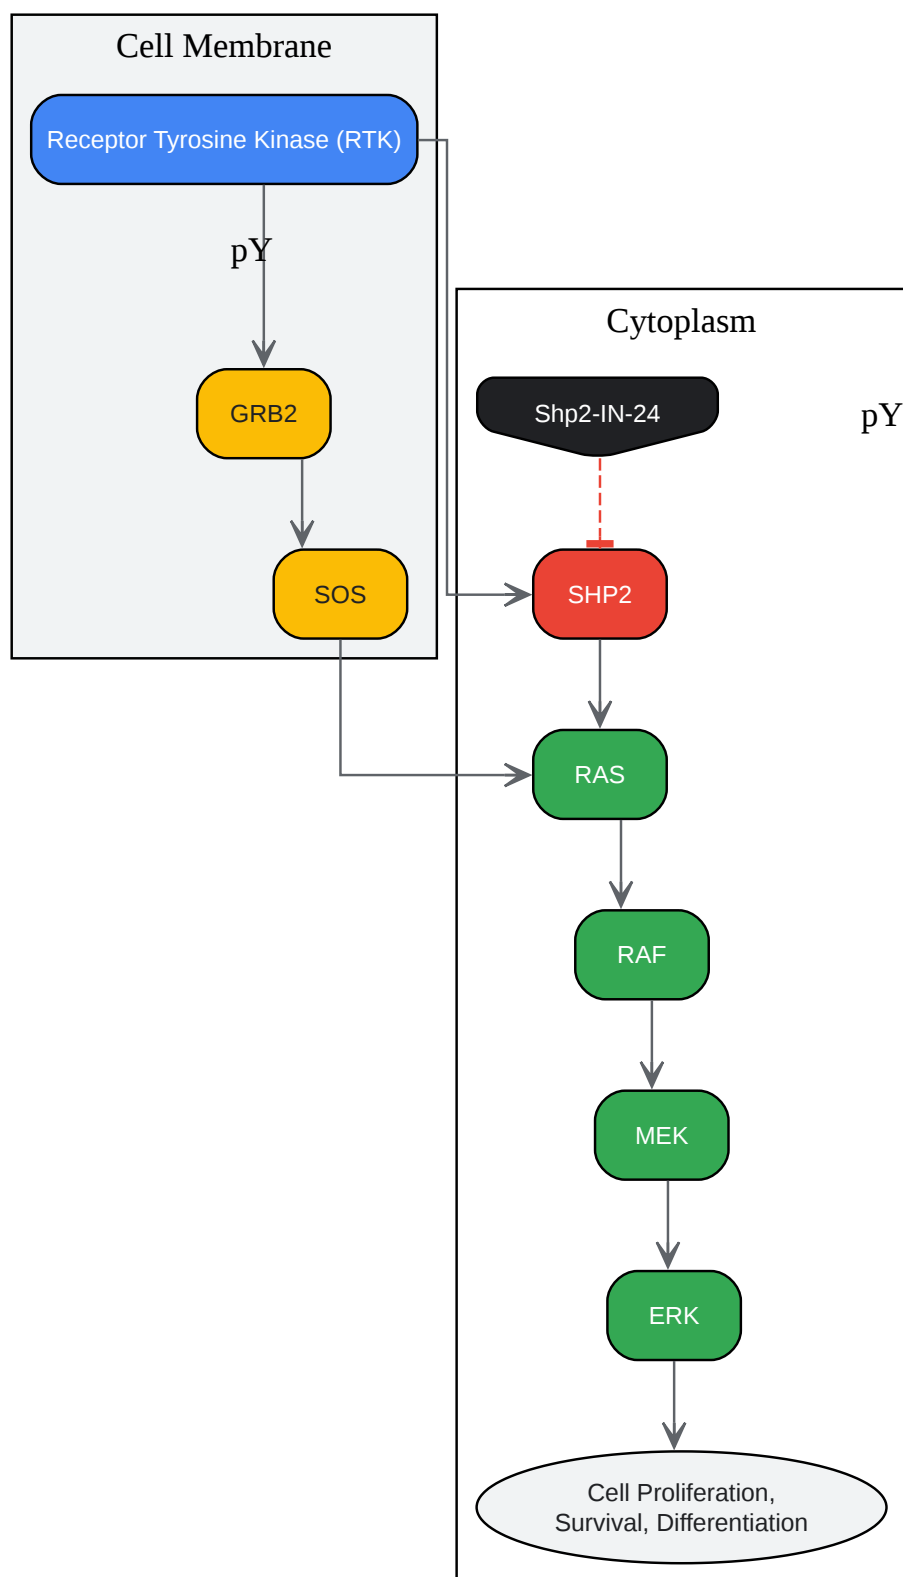 Cell Membrane
Receptor Tyrosine Kinase (RTK)
pY
GRB2
SOS
Cytoplasm
Shp2-IN-24
pY
SHP2
RAS
RAF
MEK
ERK
Cell Proliferation,
Survival, Differentiation